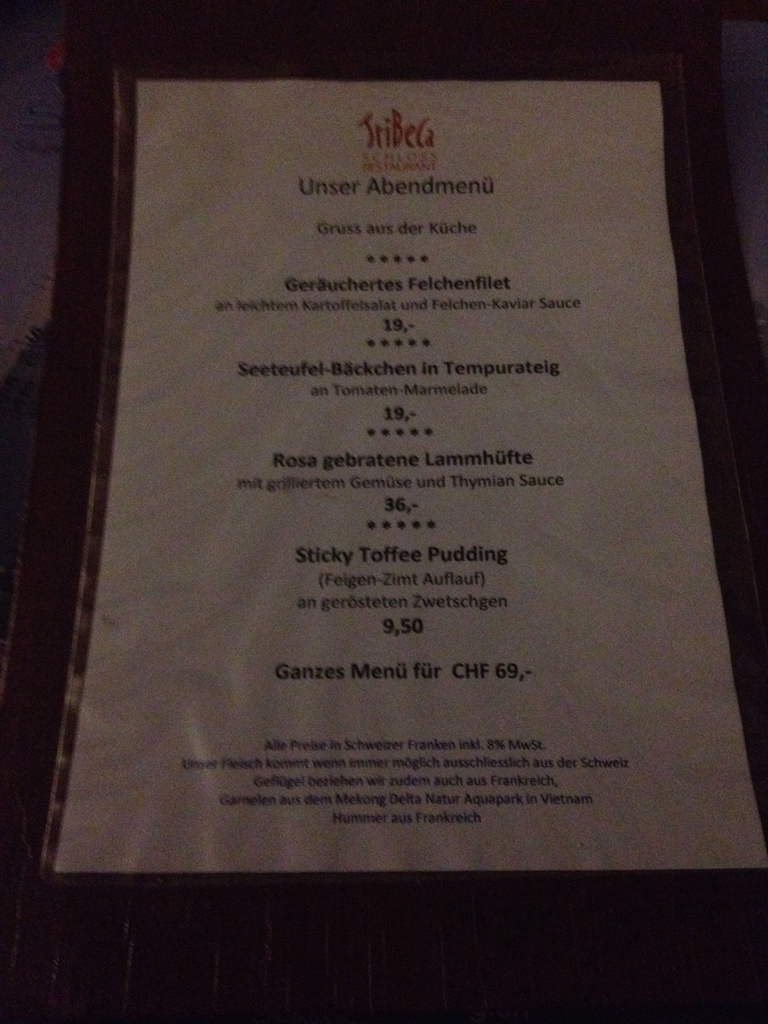 TriBeCa
SCHLOSS
RESTAURANT
Unser Abendmenü
Gruss aus der Küche
*****
Geräuchertes Felchenfilet
an leichtem Kartoffelsalat und Felchen-Kaviar Sauce
19,-
*****
Seeteufel-Bäckchen in Tempurateig
an Tomaten-Marmelade
19,-
*****
Rosa gebratene Lammhüfte
mit grilliertem Gemüse und Thymian Sauce
36,-
*****
Sticky Toffee Pudding
(Feigen-Zimt Auflauf)
an gerösteten Zwetschgen
9,50
Ganzes Menü für CHF 69,-
Alle Preise in Schweizer Franken inkl. 8% MwSt.
Unser Fleisch kommt wenn immer möglich ausschliesslich aus der Schweiz
Geflügel beziehen wir zudem auch aus Frankreich,
Garnelen aus dem Mekong Delta Natur Aquapark in Vietnam
Hummer aus Frankreich